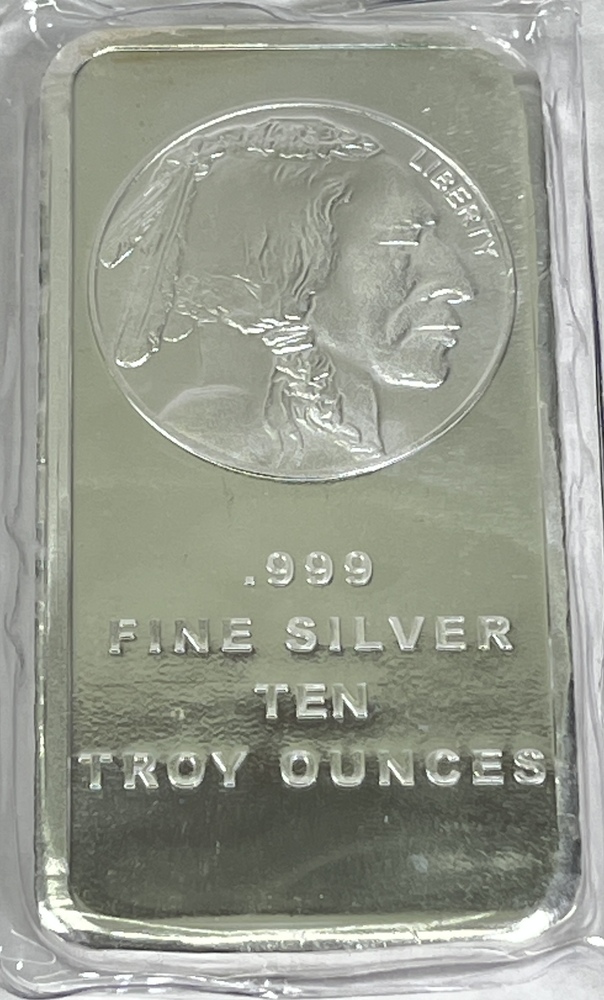 LIBERTY
.999
FINE SILVER
TEN
TROY OUNCES